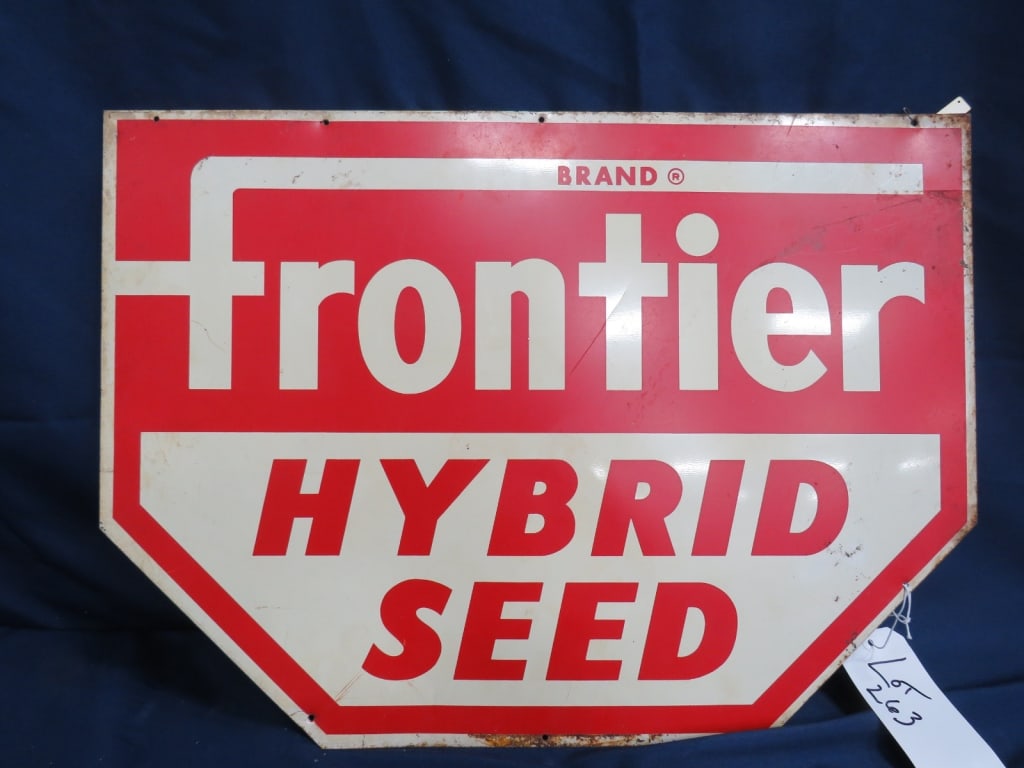 BRAND ®
frontier
HYBRID
SEED
LOT
263